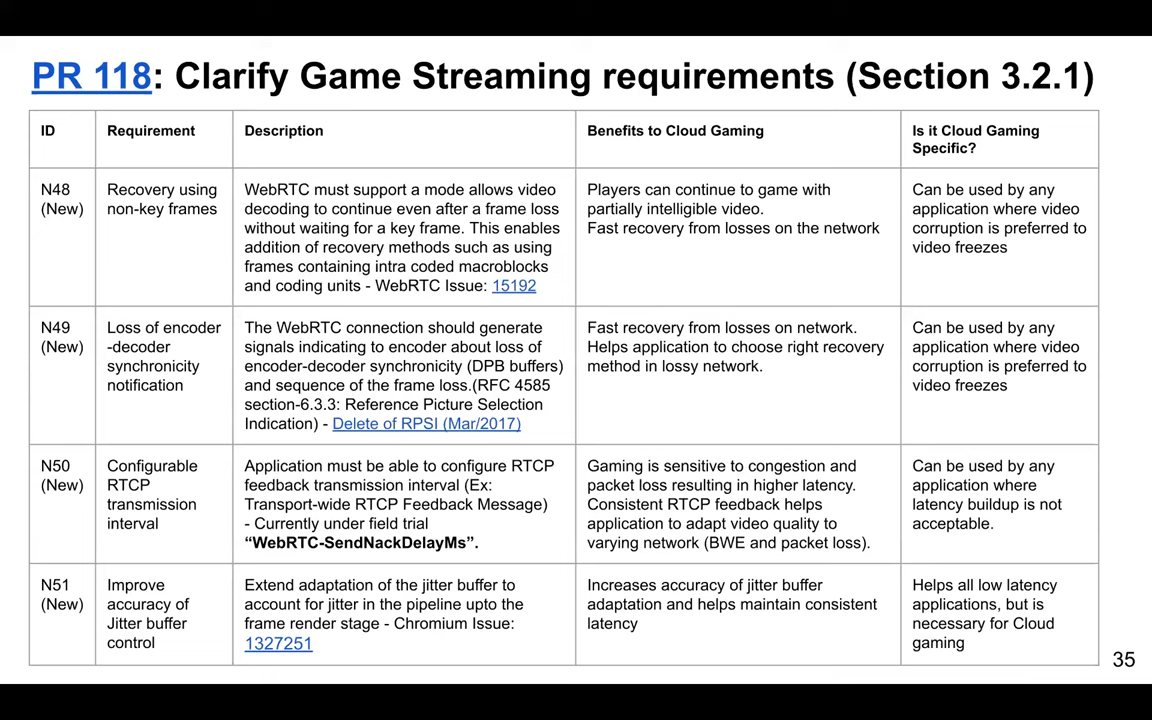 PR 118: Clarify Game Streaming requirements (Section 3.2.1)
ID
Requirement
Description
Benefits to Cloud Gaming
Is it Cloud Gaming
Specific?
N48
(New)
Recovery using
non-key frames
WebRTC must support a mode allows video
decoding to continue even after a frame loss
without waiting for a key frame. This enables
addition of recovery methods such as using
frames containing intra coded macroblocks
and coding units - WebRTC Issue: 15192
Players can continue to game with
partially intelligible video.
Fast recovery from losses on the network
Can be used by any
application where video
corruption is preferred to
video freezes
N49
(New)
Loss of encoder
-decoder
synchronicity
notification
The WebRTC connection should generate
signals indicating to encoder about loss of
encoder-decoder synchronicity (DPB buffers)
and sequence of the frame loss.(RFC 4585
section-6.3.3: Reference Picture Selection
Indication) - Delete of RPSI (Mar/2017)
Fast recovery from losses on network.
Helps application to choose right recovery
method in lossy network.
Can be used by any
application where video
corruption is preferred to
video freezes
N50
(New)
Configurable
RTCP
transmission
interval
Application must be able to configure RTCP
feedback transmission interval (Ex:
Transport-wide RTCP Feedback Message)
- Currently under field trial
“WebRTC-SendNackDelayMs”.
Gaming is sensitive to congestion and
packet loss resulting in higher latency.
Consistent RTCP feedback helps
application to adapt video quality to
varying network (BWE and packet loss).
Can be used by any
application where
latency buildup is not
acceptable.
N51
(New)
Improve
accuracy of
Jitter buffer
control
Extend adaptation of the jitter buffer to
account for jitter in the pipeline upto the
frame render stage - Chromium Issue:
1327251
Increases accuracy of jitter buffer
adaptation and helps maintain consistent
latency
Helps all low latency
applications, but is
necessary for Cloud
gaming
35